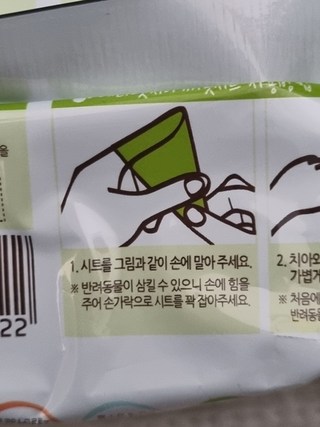 을
1. 시트를 그림과 같이 손에 말아 주세요.
※ 반려동물이 삼킬 수 있으니 손에 힘을
주어 손가락으로 시트를 꽉 잡아주세요.
2. 치아와
가볍게
※ 처음에
반려동물
22